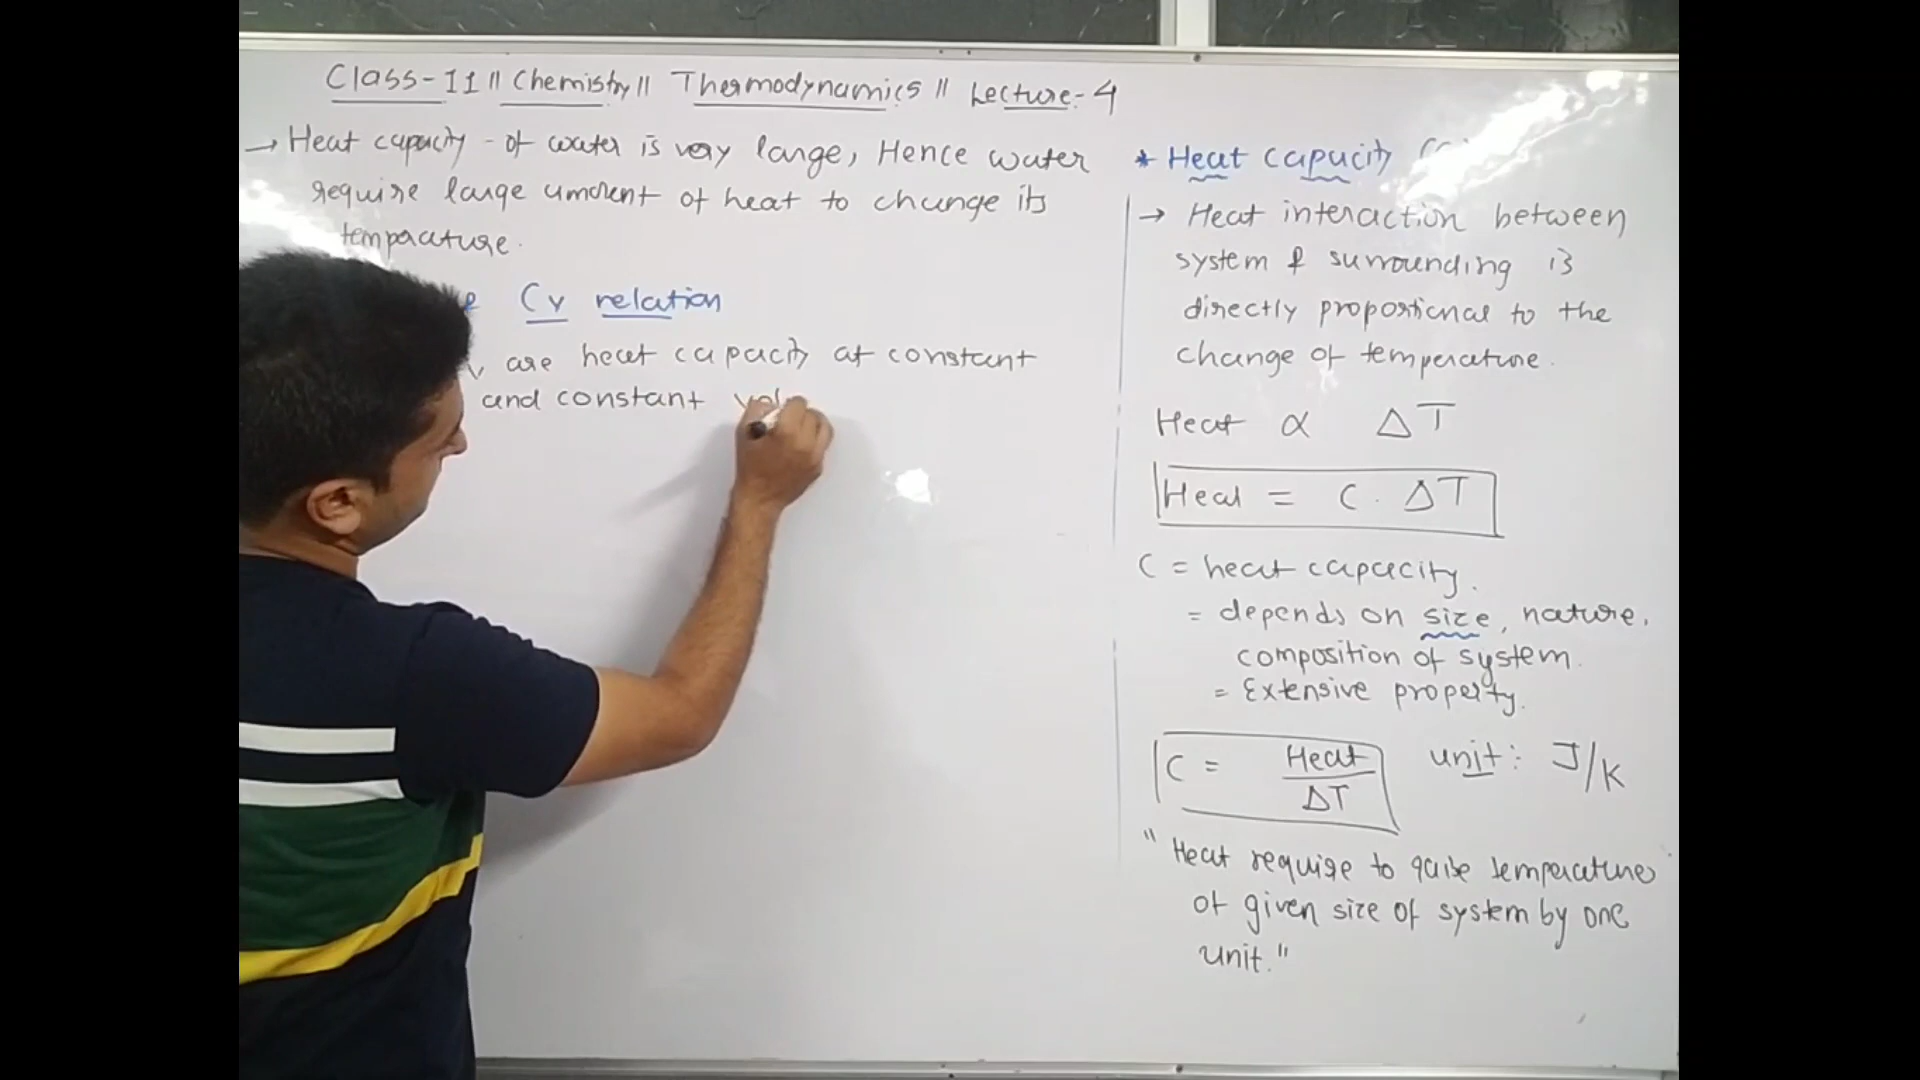 Class-11 || Chemistry || Thermodynamics || Lecture-4
→ Heat capacity - of water is very large, Hence water
require large amount of heat to change its
temperature.
Cv relation
are heat capacity at constant
and constant
* Heat capacity
→ Heat interaction between
system & surrounding is
directly proportional to the
change of temperature.
Heat ∝ ΔT
Heat = C · ΔT
C = heat capacity.
= depends on size, nature,
composition of system.
= Extensive property.
C = Heat / ΔT unit: J/K
"Heat require to raise temperature
of given size of system by one
unit."